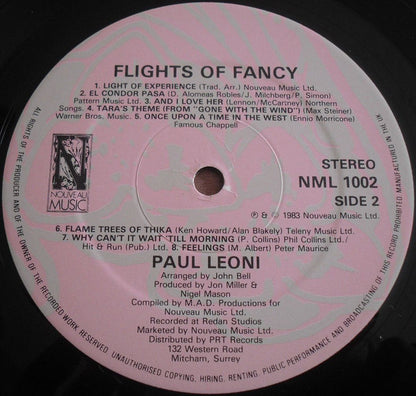 FLIGHTS OF FANCY
1. LIGHT OF EXPERIENCE (Trad. Arr.) Nouveau Music Ltd.
2. EL CONDOR PASA (D. Alomeas Robles/J. Milchberg/P. Simon)
Pattern Music Ltd. 3. AND I LOVE HER (Lennon/McCartney) Northern
Songs. 4. TARA'S THEME (FROM "GONE WITH THE WIND") (Max Steiner)
Warner Bros. Music. 5. ONCE UPON A TIME IN THE WEST (Ennio Morricone)
Famous Chappell
N
NOUVEAU
MUSIC
STEREO
NML 1002
SIDE 2
℗ & © 1983 Nouveau Music Ltd.
6. FLAME TREES OF THIKA (Ken Howard/Alan Blakely) Teleny Music Ltd.
7. WHY CAN'T IT WAIT 'TILL MORNING (P. Collins) Phil Collins Ltd./
Hit & Run (Pub.) Ltd. 8. FEELINGS (M. Albert) Peter Maurice
PAUL LEONI
Arranged by John Bell
Produced by Jon Miller &
Nigel Mason
Compiled by M.A.D. Productions for
Nouveau Music Ltd.
Recorded at Redan Studios
Marketed by Nouveau Music Ltd.
Distributed by PRT Records
132 Western Road
Mitcham, Surrey
ALL RIGHTS OF THE PRODUCER AND OF THE OWNER OF THE RECORDED WORK RESERVED. UNAUTHORISED COPYING, HIRING, RENTING, PUBLIC PERFORMANCE AND BROADCASTING OF THIS RECORD PROHIBITED. MANUFACTURED IN THE UK